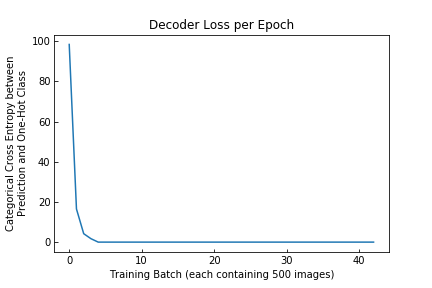 Decoder Loss per Epoch
Categorical Cross Entropy between
Prediction and One-Hot Class
100
80
60
40
20
0
0
10
20
30
40
Training Batch (each containing 500 images)